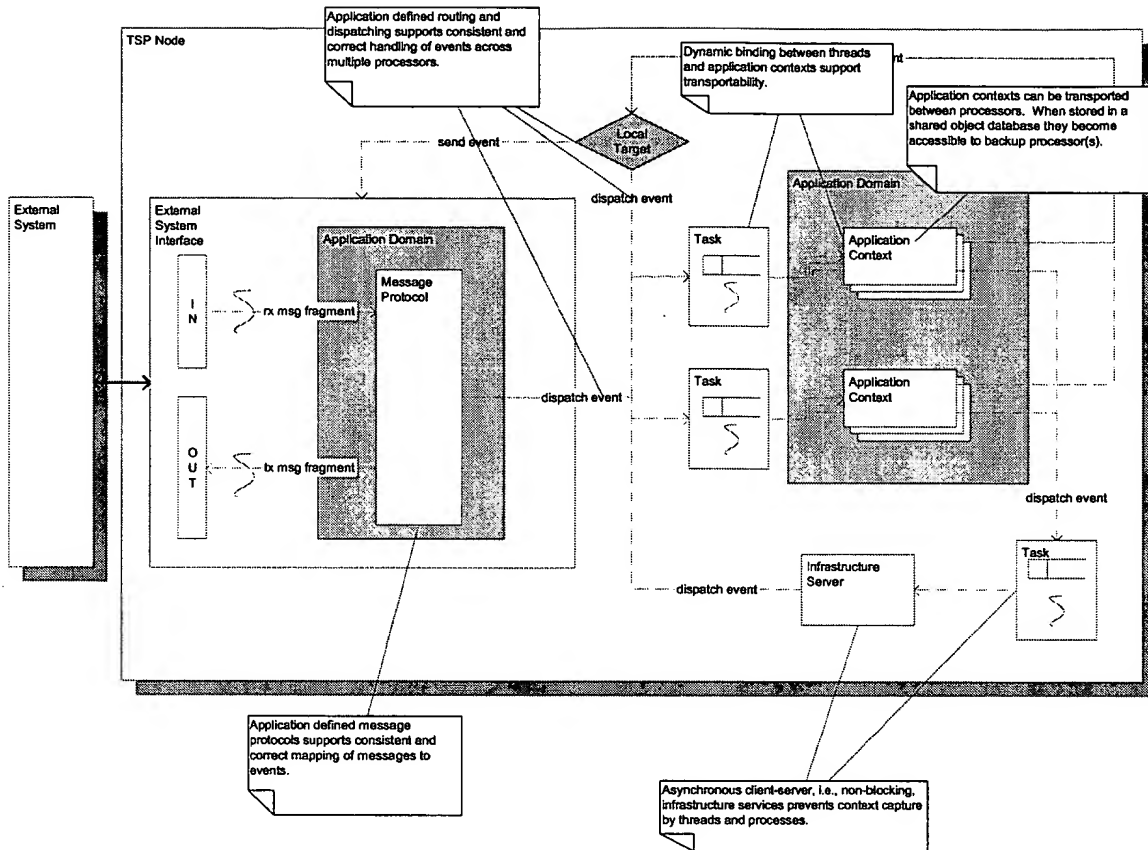 Application defined routing and
dispatching supports consistent and
correct handling of events across
multiple processors.
TSP Node
Dynamic binding between threads
and application contexts support
transportability.
Application contexts can be transported
between processors. When stored in a
shared object database they become
accessible to backup processor(s).
Local
Target
send event
dispatch event
External
System
External
System
Interface
Application Domain
Message
Protocol
I
N
rx msg fragment
O
U
T
tx msg fragment
dispatch event
Application Domain
Task
Application
Context
Task
Application
Context
dispatch event
Task
Infrastructure
Server
dispatch event
Application defined message
protocols supports consistent and
correct mapping of messages to
events.
Asynchronous client-server, i.e., non-blocking,
infrastructure services prevents context capture
by threads and processes.